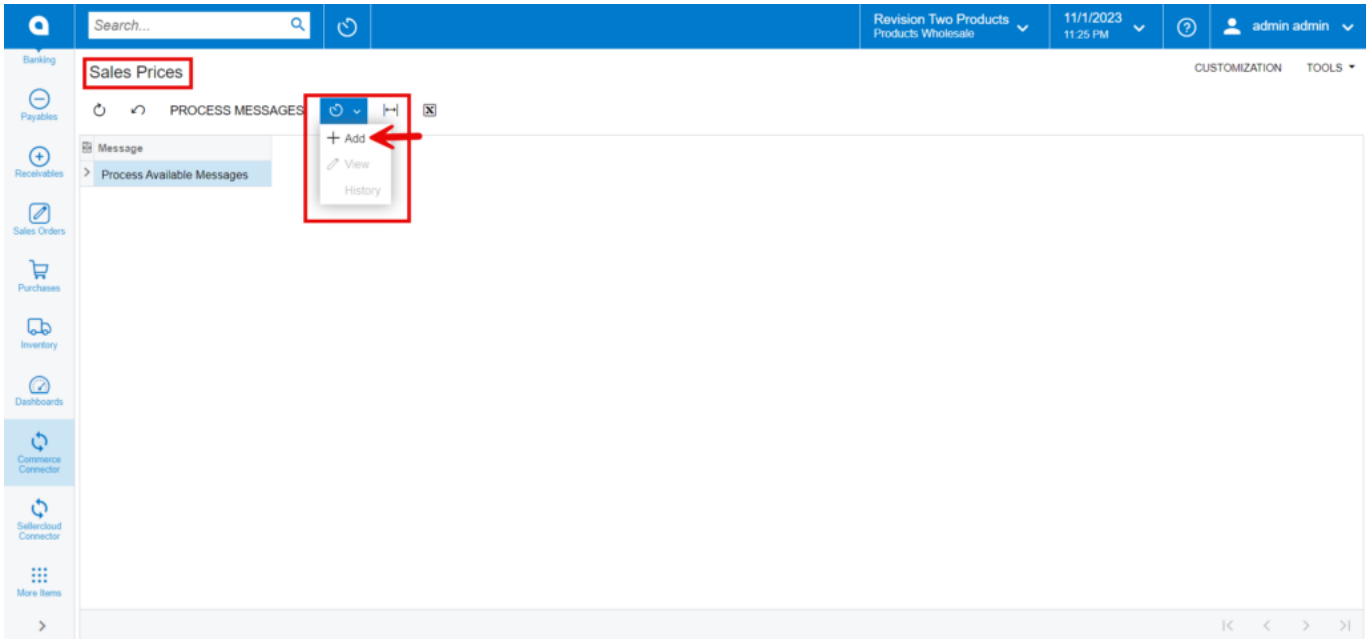 Search...
Revision Two Products
Products Wholesale
11/1/2023
11:25 PM
admin admin
Banking
Sales Prices
CUSTOMIZATION
TOOLS
PROCESS MESSAGES
Add
View
History
Message
Process Available Messages
Payables
Receivables
Sales Orders
Purchases
Inventory
Dashboards
Commerce
Connector
Sellercloud
Connector
More Items